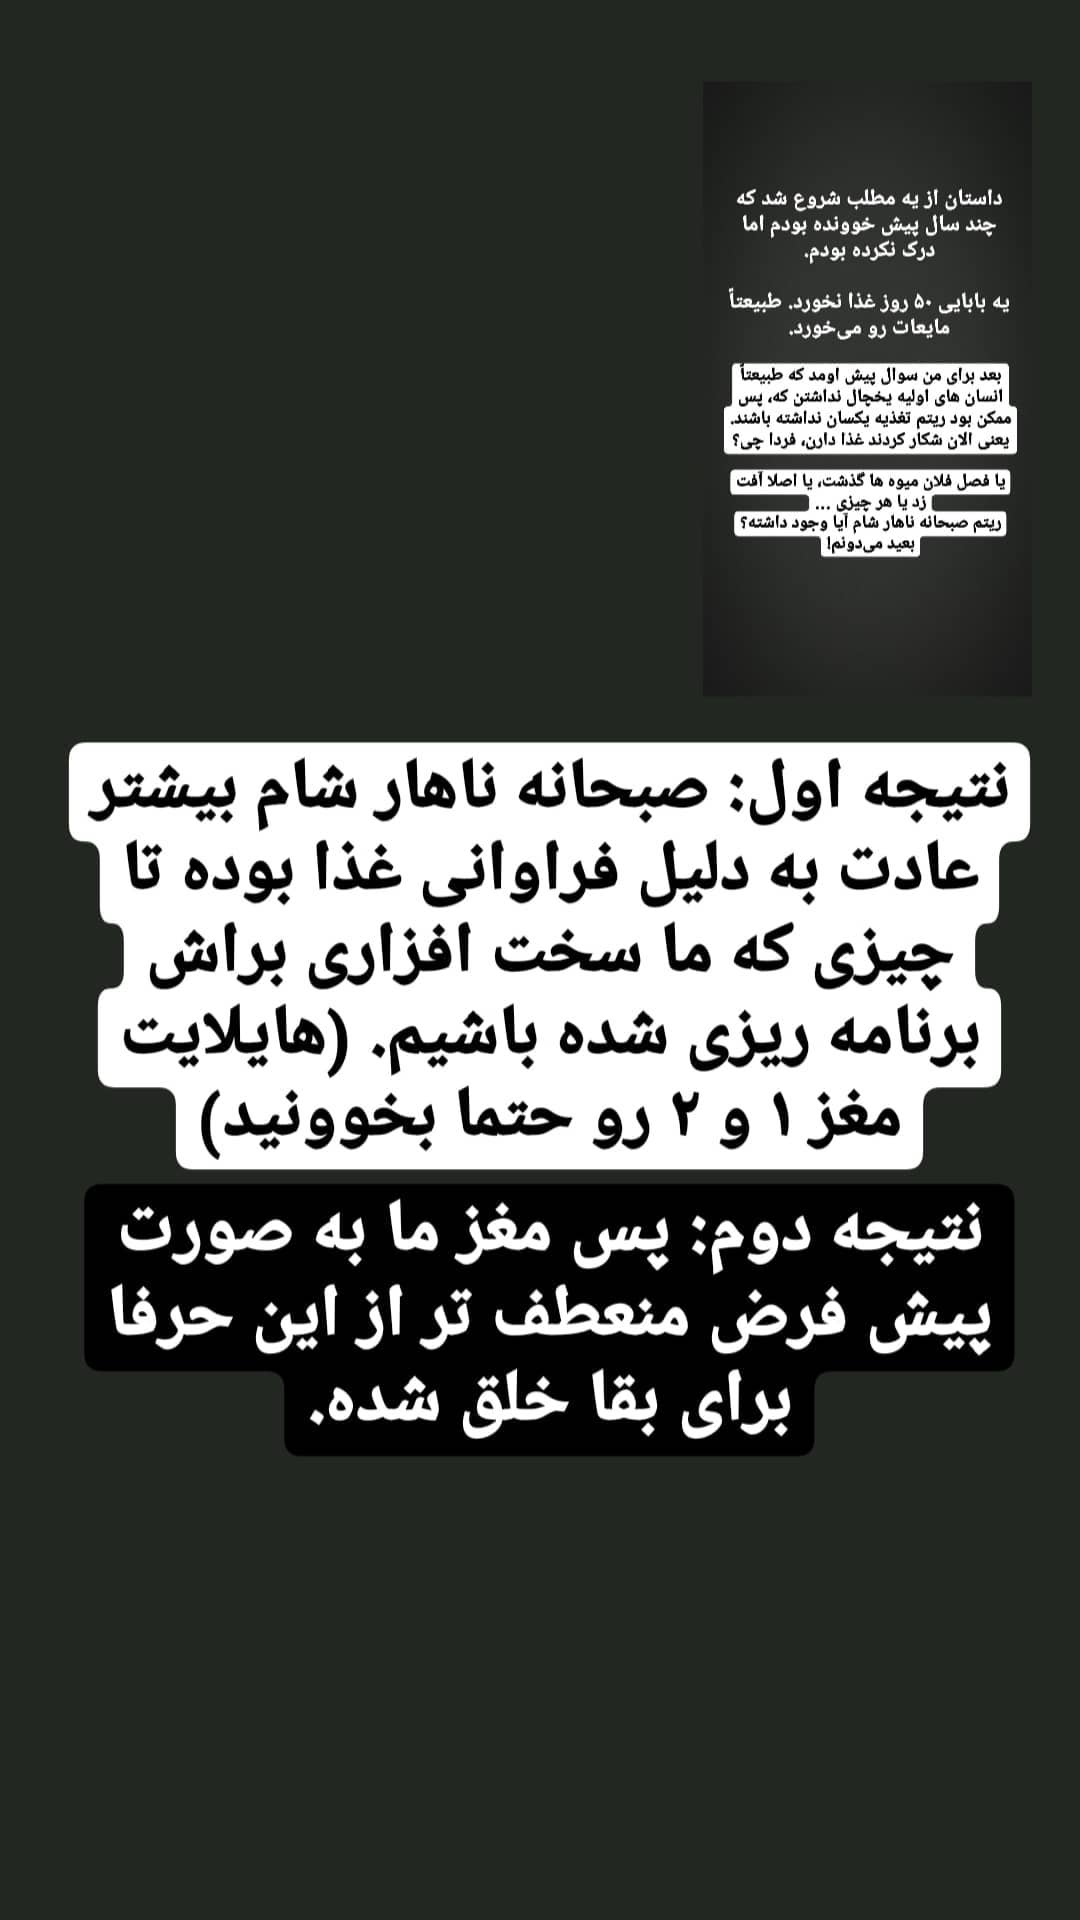 داستان از یه مطلب شروع شد که
چند سال پیش خوونده بودم اما
درک نکرده بودم.
یه بابایی ۵۰ روز غذا نخورد. طبیعتاً
مایعات رو می‌خورد.
بعد برای من سوال پیش اومد که طبیعتاً
انسان های اولیه یخچال نداشتن که، پس
ممکن بود ریتم تغذیه یکسان نداشته باشند.
یعنی الان شکار کردند غذا دارن، فردا چی؟
یا فصل فلان میوه ها گذشت، یا اصلا آفت
زد یا هر چیزی ...
ریتم صبحانه ناهار شام آیا وجود داشته؟
بعید می‌دونم!
نتیجه اول: صبحانه ناهار شام بیشتر
عادت به دلیل فراوانی غذا بوده تا
چیزی که ما سخت افزاری براش
برنامه ریزی شده باشیم. (هایلایت
مغز ۱ و ۲ رو حتما بخوونید)
نتیجه دوم: پس مغز ما به صورت
پیش فرض منعطف تر از این حرفا
برای بقا خلق شده.